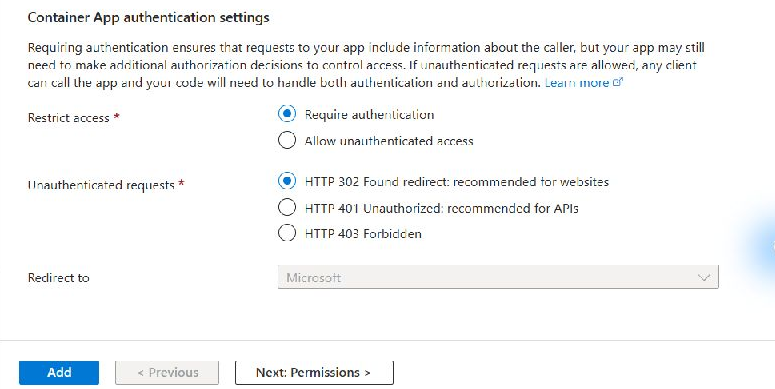 Container App authentication settings
Requiring authentication ensures that requests to your app include information about the caller, but your app may still
need to make additional authorization decisions to control access. If unauthenticated requests are allowed, any client
can call the app and your code will need to handle both authentication and authorization. Learn more
Restrict access *
Require authentication
Allow unauthenticated access
Unauthenticated requests *
HTTP 302 Found redirect: recommended for websites
HTTP 401 Unauthorized: recommended for APIs
HTTP 403 Forbidden
Redirect to
Microsoft
Add
< Previous
Next: Permissions >